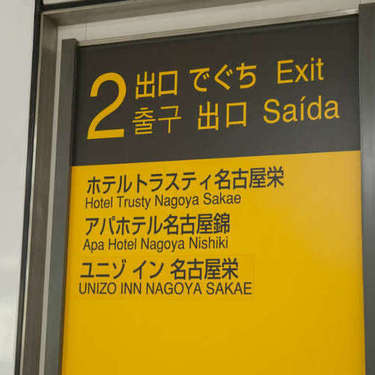 2 出口 でぐち Exit
출구 出口 Saída
ホテルトラスティ名古屋栄
Hotel Trusty Nagoya Sakae
アパホテル名古屋錦
Apa Hotel Nagoya Nishiki
ユニゾ イン 名古屋栄
UNIZO INN NAGOYA SAKAE